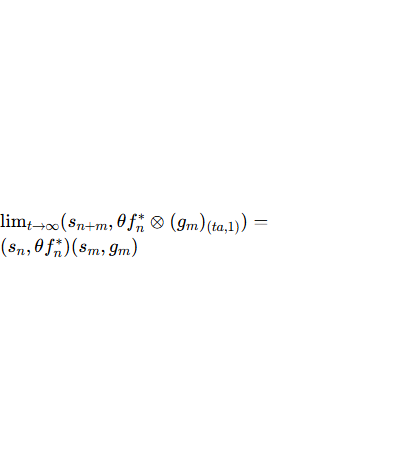 lim_{t→∞}(s_{n+m}, θf_n^* ⊗ (g_m)_{(ta,1)}) =
(s_n, θf_n^*)(s_m, g_m)